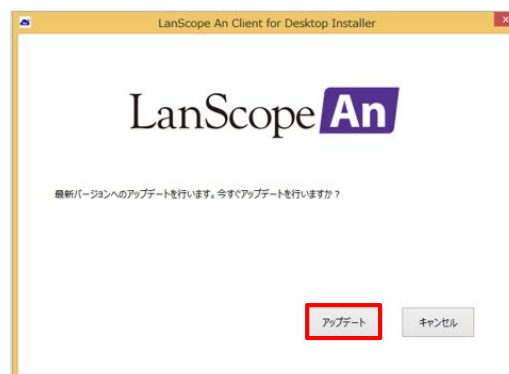 LanScope An Client for Desktop Installer
LanScope An
最新バージョンへのアップデートを行います。今すぐアップデートを行いますか？
アップデート
キャンセル